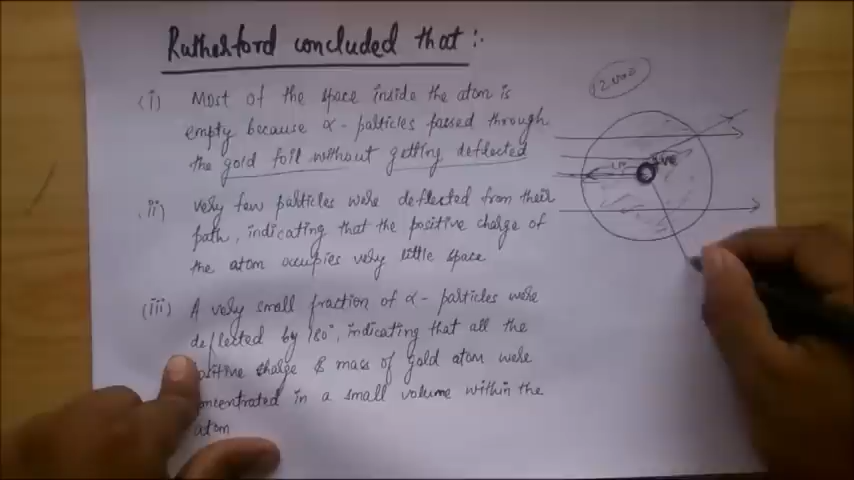 Rutherford concluded that :-
(i) Most of the space inside the atom is
empty because α- particles passed through
the gold foil without getting deflected
(ii) Very few particles were deflected from their
path, indicating that the positive charge of
the atom occupies very little space
(iii) A very small fraction of α- particles were
deflected by 180°, indicating that all the
positive charge & mass of gold atom were
concentrated in a small volume within the
atom
+ve